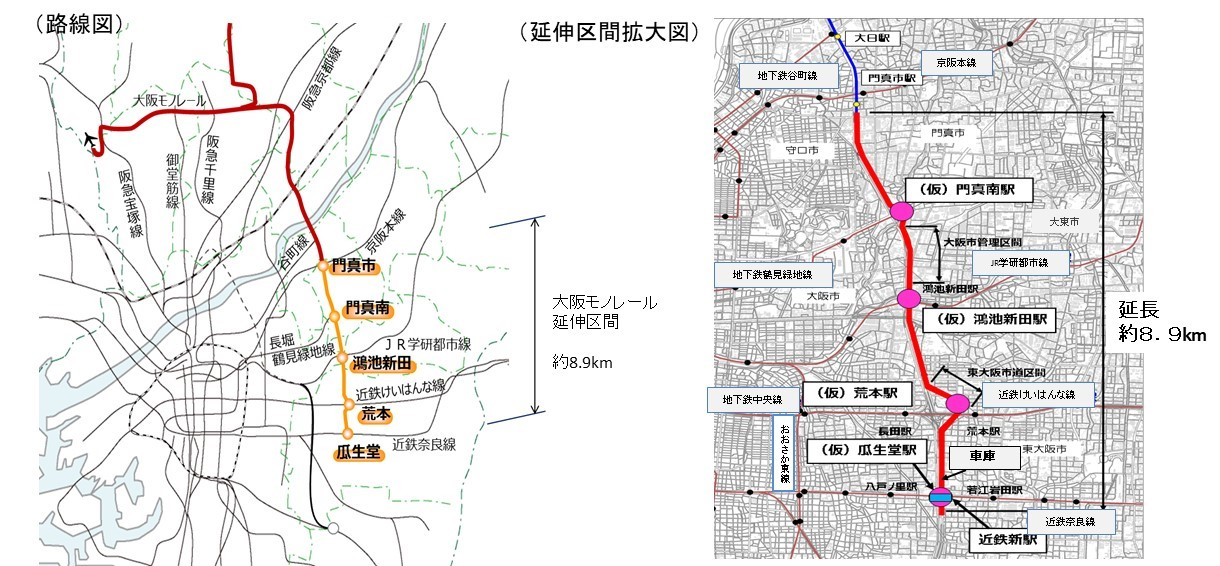 （路線図）
大阪モノレール
阪急京都線
阪急宝塚線
御堂筋線
阪急千里線
谷町線
京阪本線
門真市
門真南
長堀
鶴見緑地線
鴻池新田
ＪＲ学研都市線
近鉄けいはんな線
荒本
瓜生堂
近鉄奈良線
大阪モノレール
延伸区間
約8.9km
（延伸区間拡大図）
大日駅
地下鉄谷町線
京阪本線
門真市駅
門真市
守口市
（仮）門真南駅
大東市
大阪市管理区間
JR学研都市線
地下鉄鶴見緑地線
大阪市
鴻池新田駅
（仮）鴻池新田駅
延長
約8.9km
東大阪市道区間
（仮）荒本駅
近鉄けいはんな線
地下鉄中央線
おおさか東線
長田駅
荒本駅
（仮）瓜生堂駅
車庫
東大阪市
八戸ノ里駅
若江岩田駅
近鉄奈良線
近鉄新駅